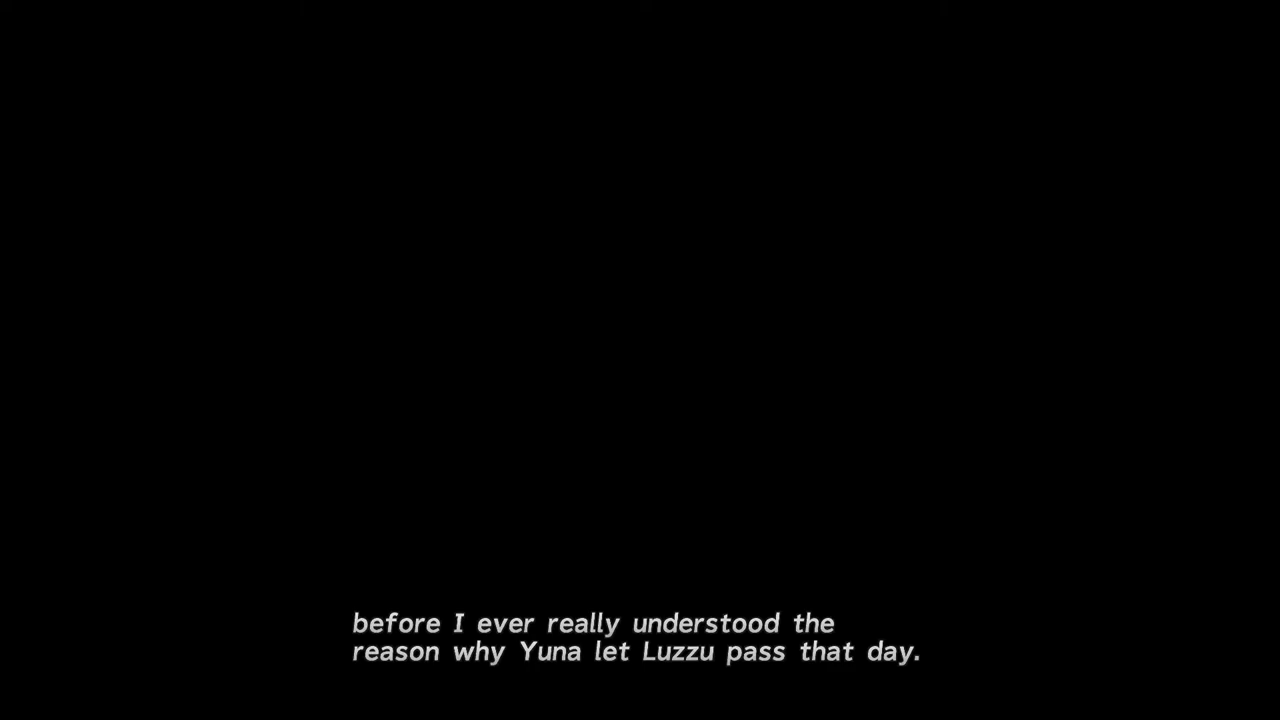 before I ever really understood the
reason why Yuna let Luzzu pass that day.